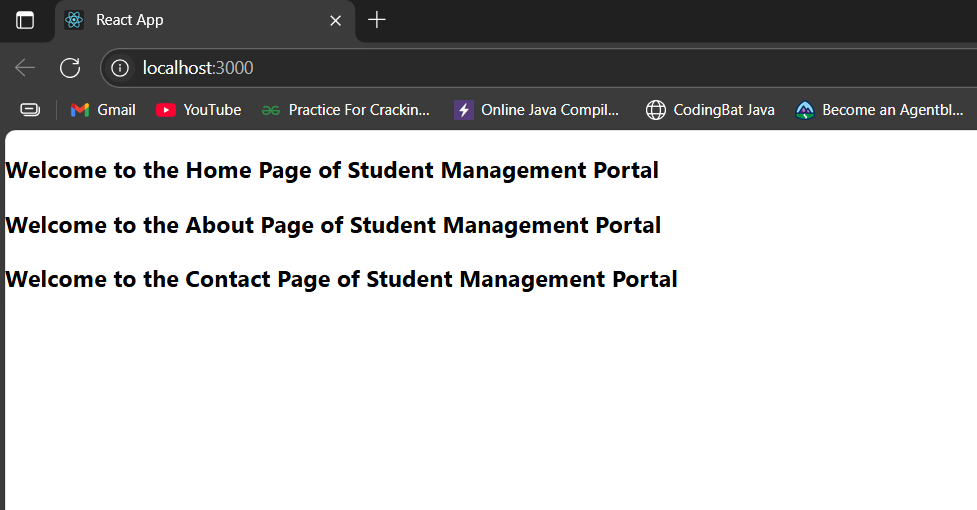 React App
localhost:3000
Gmail YouTube Practice For Crackin... Online Java Compil... CodingBat Java Become an Agentbl...
Welcome to the Home Page of Student Management Portal
Welcome to the About Page of Student Management Portal
Welcome to the Contact Page of Student Management Portal